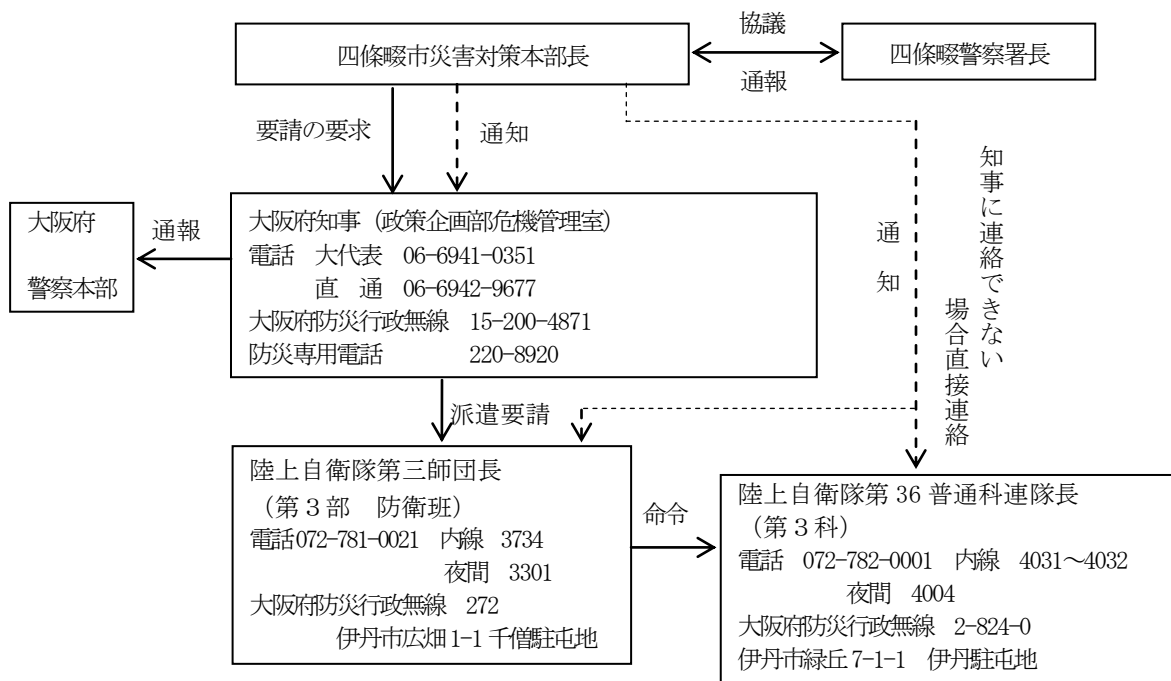 四條畷市災害対策本部長
協議
通報
四條畷警察署長
要請の要求
通知
大阪府
警察本部
通報
大阪府知事（政策企画部危機管理室）
電話　大代表　06-6941-0351
直　通　06-6942-9677
大阪府防災行政無線　15-200-4871
防災専用電話　220-8920
通知
知事に連絡できない
場合直接連絡
派遣要請
陸上自衛隊第三師団長
（第３部　防衛班）
電話072-781-0021　内線　3734
夜間　3301
大阪府防災行政無線　272
伊丹市広畑1-1千僧駐屯地
命令
陸上自衛隊第 36 普通科連隊長
（第３科）
電話　072-782-0001　内線　4031～4032
夜間　4004
大阪府防災行政無線　2-824-0
伊丹市緑丘7-1-1　伊丹駐屯地